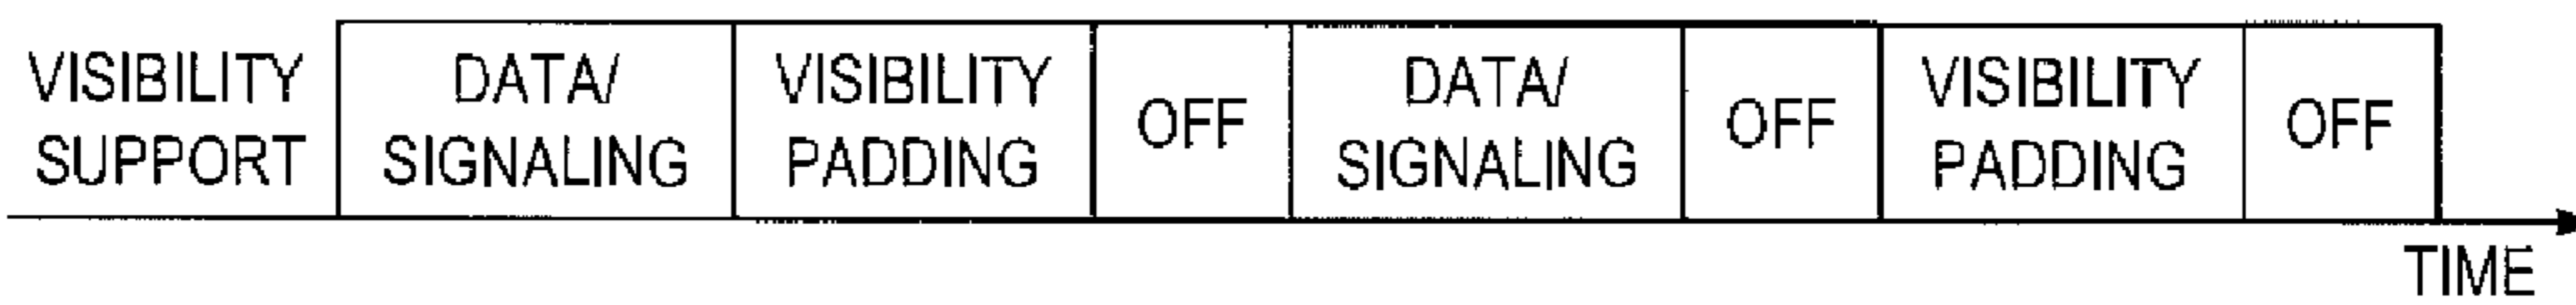 VISIBILITY
SUPPORT
DATA/
SIGNALING
VISIBILITY
PADDING
OFF
DATA/
SIGNALING
OFF
VISIBILITY
PADDING
OFF
TIME